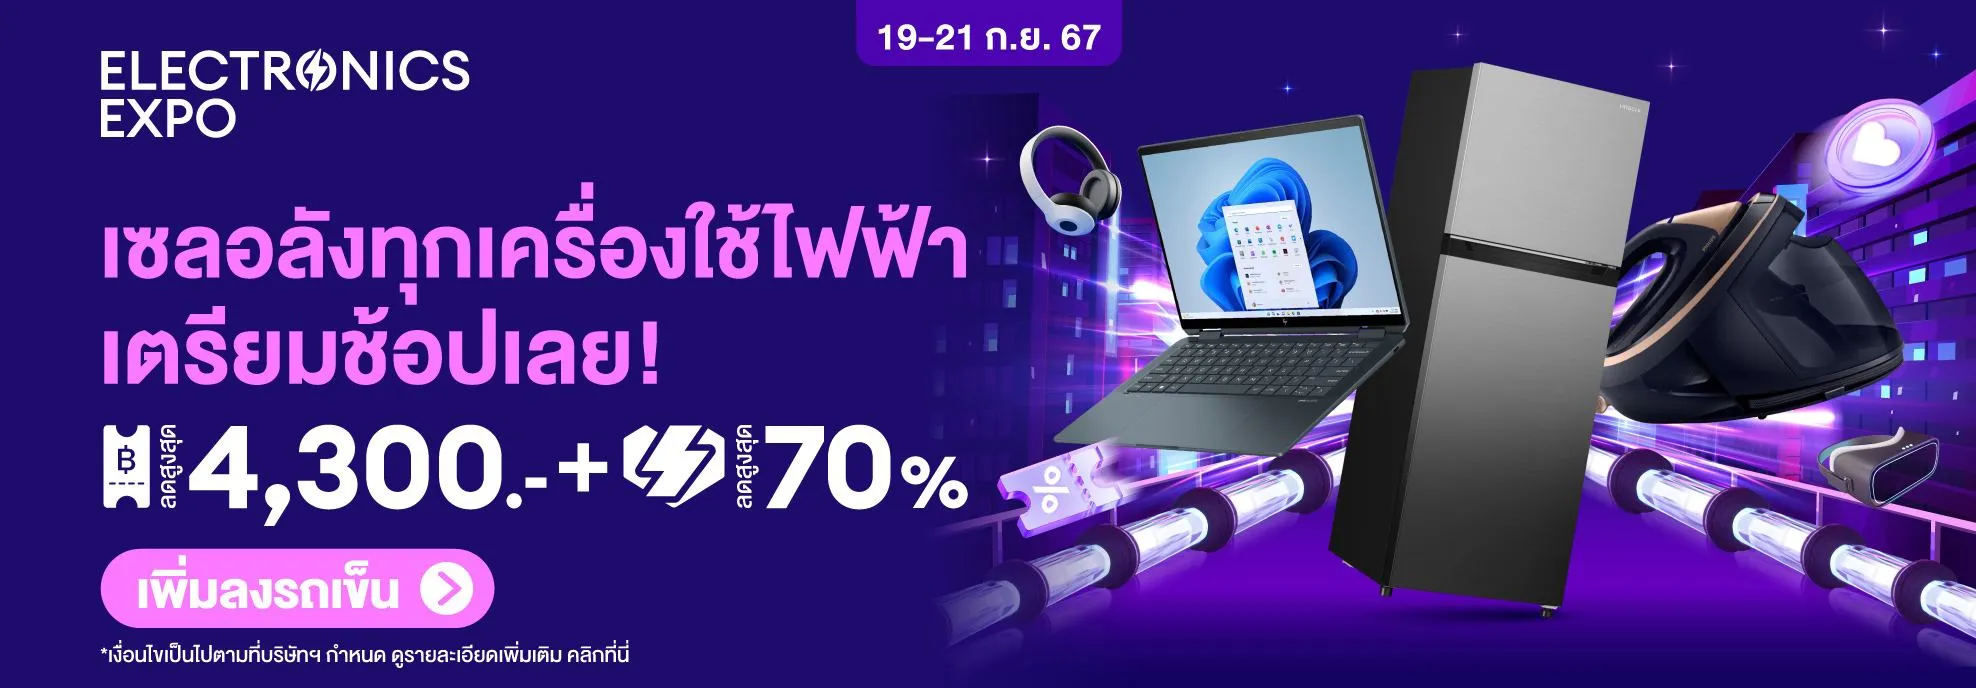 19-21 ก.ย. 67
ELECTRONICS
EXPO
เซลอลังทุกเครื่องใช้ไฟฟ้า
เตรียมช้อปเลย!
฿ ลดสูงสุด 4,300.- + ลดสูงสุด 70%
%
เพิ่มลงรถเข็น
*เงื่อนไขเป็นไปตามที่บริษัทฯ กำหนด ดูรายละเอียดเพิ่มเติม คลิกที่นี่
HITACHI
hp
PHILIPS